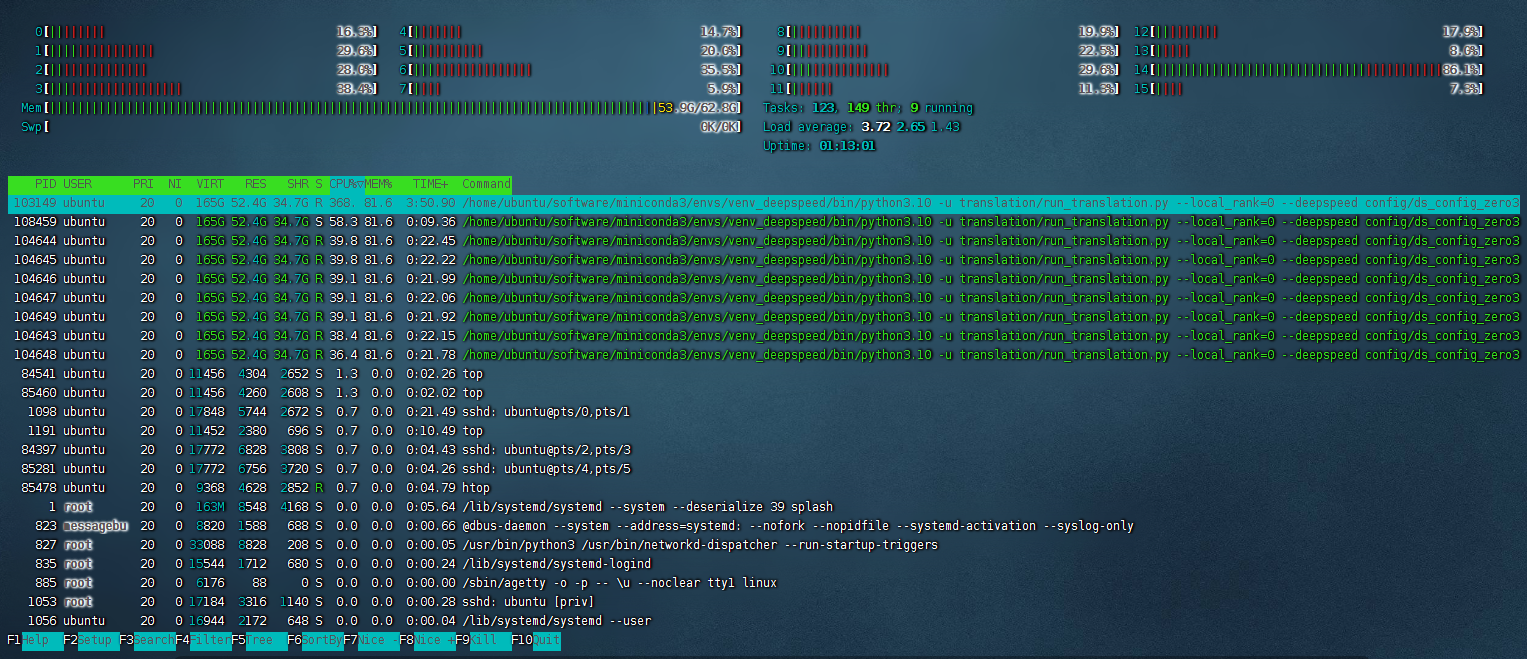 0[||||||||| 16.3%] 4[||||||| 14.7%] 8[|||||||||| 19.9%] 12[||||||||| 17.9%]
1[||||||||||||||| 29.6%] 5[|||||||||| 20.0%] 9[||||||||||| 22.5%] 13[||||| 8.0%]
2[|||||||||||||| 28.0%] 6[||||||||||||||||| 35.5%] 10[|||||||||||||| 29.6%] 14[|||||||||||||||||||||||||||||||||||||||||86.1%]
3[||||||||||||||||||| 38.4%] 7[|||| 5.9%] 11[|||||| 11.3%] 15[|||| 7.3%]
Mem[|||||||||||||||||||||||||||||||||||||||||||||||||||||||||||||||||||||||||||||||||||||||53.9G/62.8G] Tasks: 123, 149 thr; 9 running
Swp[ 0K/0K] Load average: 3.72 2.65 1.43
Uptime: 01:13:01
PID USER PRI NI VIRT RES SHR S CPU%▽MEM% TIME+ Command
103149 ubuntu 20 0 165G 52.4G 34.7G R 368. 81.6 3:50.90 /home/ubuntu/software/miniconda3/envs/venv_deepspeed/bin/python3.10 -u translation/run_translation.py --local_rank=0 --deepspeed config/ds_config_zero3
108459 ubuntu 20 0 165G 52.4G 34.7G S 58.3 81.6 0:09.36 /home/ubuntu/software/miniconda3/envs/venv_deepspeed/bin/python3.10 -u translation/run_translation.py --local_rank=0 --deepspeed config/ds_config_zero3
104644 ubuntu 20 0 165G 52.4G 34.7G R 39.8 81.6 0:22.45 /home/ubuntu/software/miniconda3/envs/venv_deepspeed/bin/python3.10 -u translation/run_translation.py --local_rank=0 --deepspeed config/ds_config_zero3
104645 ubuntu 20 0 165G 52.4G 34.7G S 39.8 81.6 0:22.22 /home/ubuntu/software/miniconda3/envs/venv_deepspeed/bin/python3.10 -u translation/run_translation.py --local_rank=0 --deepspeed config/ds_config_zero3
104646 ubuntu 20 0 165G 52.4G 34.7G R 39.1 81.6 0:21.99 /home/ubuntu/software/miniconda3/envs/venv_deepspeed/bin/python3.10 -u translation/run_translation.py --local_rank=0 --deepspeed config/ds_config_zero3
104647 ubuntu 20 0 165G 52.4G 34.7G R 39.1 81.6 0:22.06 /home/ubuntu/software/miniconda3/envs/venv_deepspeed/bin/python3.10 -u translation/run_translation.py --local_rank=0 --deepspeed config/ds_config_zero3
104649 ubuntu 20 0 165G 52.4G 34.7G R 39.1 81.6 0:21.92 /home/ubuntu/software/miniconda3/envs/venv_deepspeed/bin/python3.10 -u translation/run_translation.py --local_rank=0 --deepspeed config/ds_config_zero3
104643 ubuntu 20 0 165G 52.4G 34.7G R 38.4 81.6 0:22.15 /home/ubuntu/software/miniconda3/envs/venv_deepspeed/bin/python3.10 -u translation/run_translation.py --local_rank=0 --deepspeed config/ds_config_zero3
104648 ubuntu 20 0 165G 52.4G 34.7G R 36.4 81.6 0:21.78 /home/ubuntu/software/miniconda3/envs/venv_deepspeed/bin/python3.10 -u translation/run_translation.py --local_rank=0 --deepspeed config/ds_config_zero3
84541 ubuntu 20 0 11456 4304 2652 S 1.3 0.0 0:02.26 top
85460 ubuntu 20 0 11456 4260 2608 S 1.3 0.0 0:02.02 top
1098 ubuntu 20 0 17848 5744 2672 S 0.7 0.0 0:21.49 sshd: ubuntu@pts/0,pts/1
1191 ubuntu 20 0 11452 2380 696 S 0.7 0.0 0:10.49 top
84397 ubuntu 20 0 17772 6828 3808 S 0.7 0.0 0:04.43 sshd: ubuntu@pts/2,pts/3
85281 ubuntu 20 0 17772 6756 3720 S 0.7 0.0 0:04.26 sshd: ubuntu@pts/4,pts/5
85478 ubuntu 20 0 9368 4628 2852 R 0.7 0.0 0:04.79 htop
1 root 20 0 163M 8548 4168 S 0.0 0.0 0:05.64 /lib/systemd/systemd --system --deserialize 39 splash
823 messagebu 20 0 8820 1588 688 S 0.0 0.0 0:00.66 @dbus-daemon --system --address=systemd: --nofork --nopidfile --systemd-activation --syslog-only
827 root 20 0 33088 8828 208 S 0.0 0.0 0:00.05 /usr/bin/python3 /usr/bin/networkd-dispatcher --run-startup-triggers
835 root 20 0 15544 1712 680 S 0.0 0.0 0:00.24 /lib/systemd/systemd-logind
885 root 20 0 6176 88 0 S 0.0 0.0 0:00.00 /sbin/agetty -o -p -- \u --noclear tty1 linux
1053 root 20 0 17184 3316 1140 S 0.0 0.0 0:00.28 sshd: ubuntu [priv]
1056 ubuntu 20 0 16944 2172 648 S 0.0 0.0 0:00.04 /lib/systemd/systemd --user
F1Help F2Setup F3SearchF4FilterF5Tree F6SortByF7Nice -F8Nice +F9Kill F10Quit